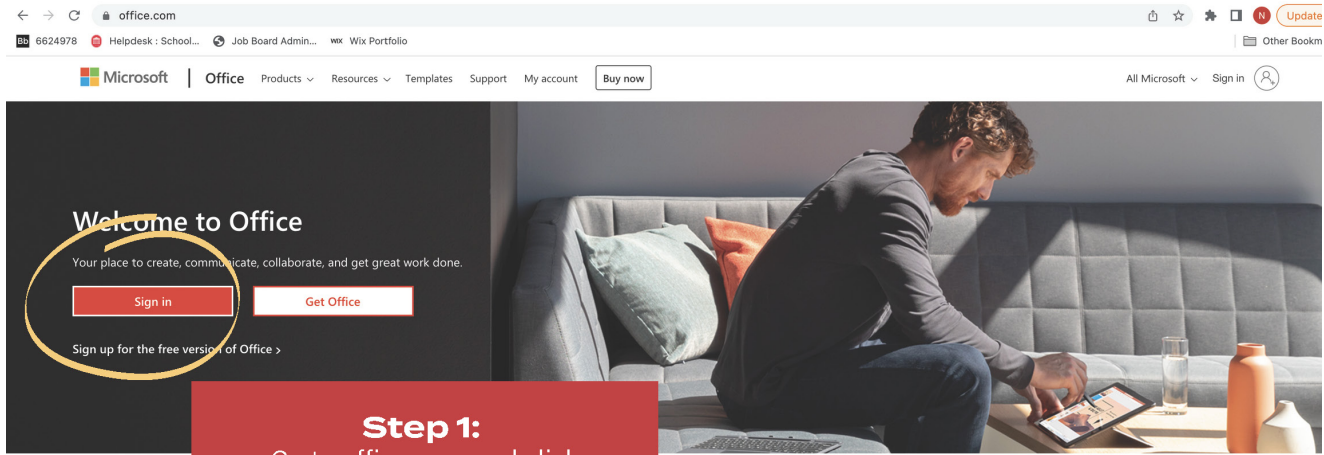 office.com
Update
Bb 6624978 Helpdesk : School... Job Board Admin... WIX Wix Portfolio Other Bookm
Microsoft Office Products Resources Templates Support My account Buy now All Microsoft Sign in
N
Welcome to Office
Your place to create, communicate, collaborate, and get great work done.
Sign in Get Office
Sign up for the free version of Office >
Step 1: